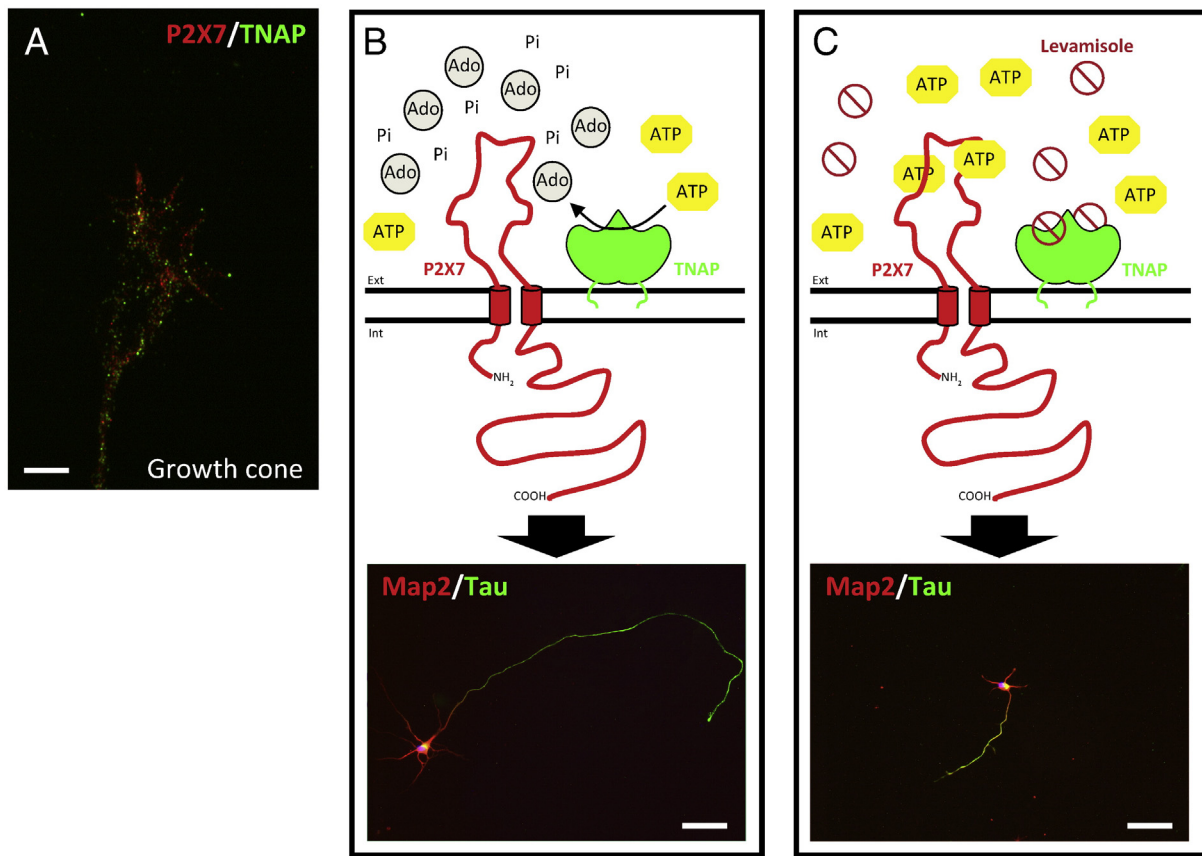 A
P2X7/TNAP
Growth cone
B
Pi
Ado
Pi
Ado
Ado
Pi
Ado
Pi
Pi
Ado
ATP
Pi
Ado
Ado
ATP
ATP
P2X7
TNAP
Ext
Int
NH2
COOH
Map2/Tau
C
Levamisole
ATP
ATP
ATP
ATP
ATP
ATP
ATP
P2X7
TNAP
Ext
Int
NH2
COOH
Map2/Tau